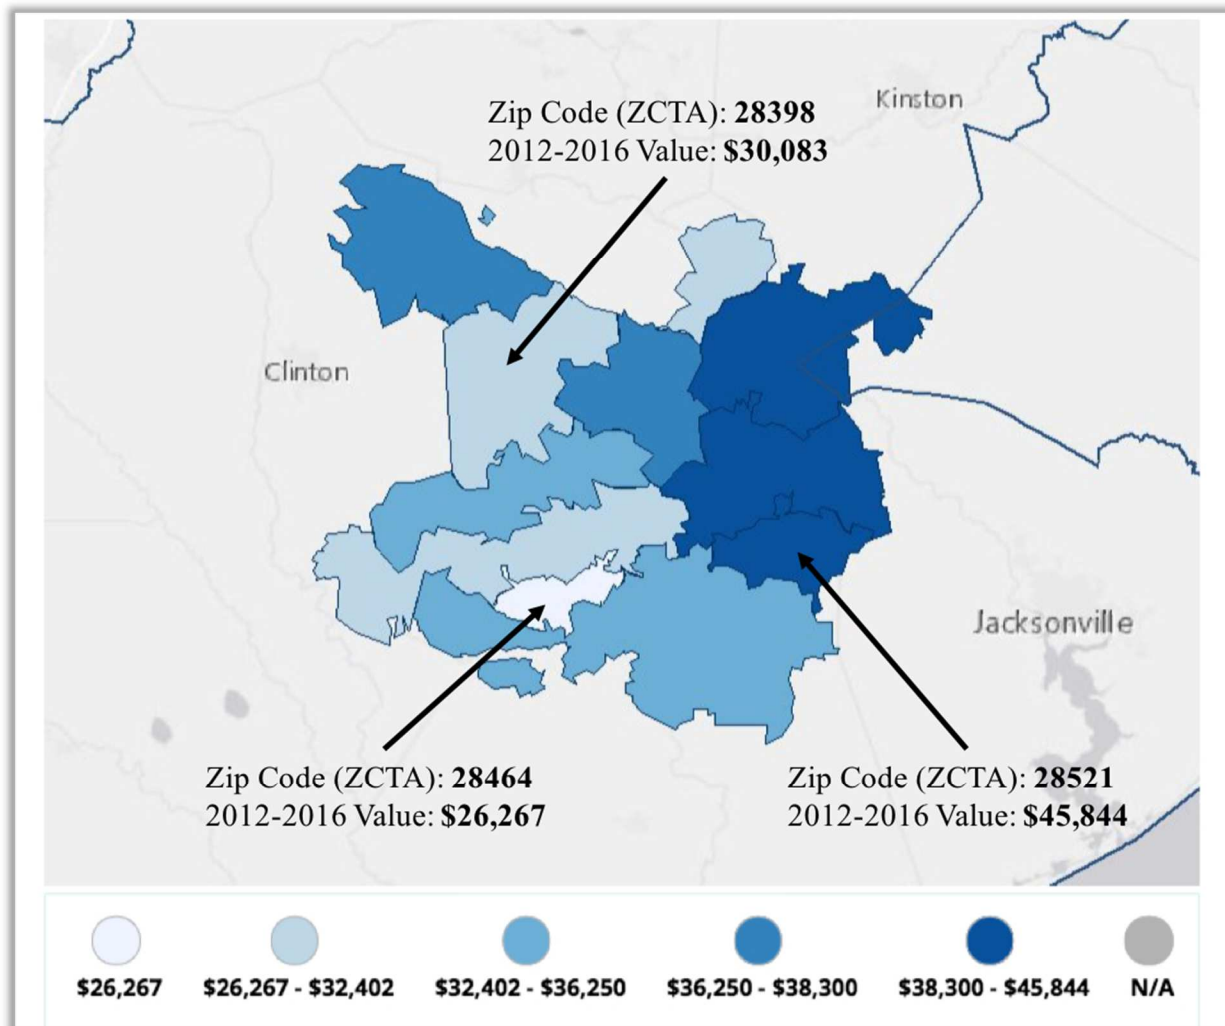 Kinston
Zip Code (ZCTA): 28398
2012-2016 Value: $30,083
Clinton
Jacksonville
Zip Code (ZCTA): 28464
2012-2016 Value: $26,267
Zip Code (ZCTA): 28521
2012-2016 Value: $45,844
$26,267
$26,267 - $32,402
$32,402 - $36,250
$36,250 - $38,300
$38,300 - $45,844
N/A